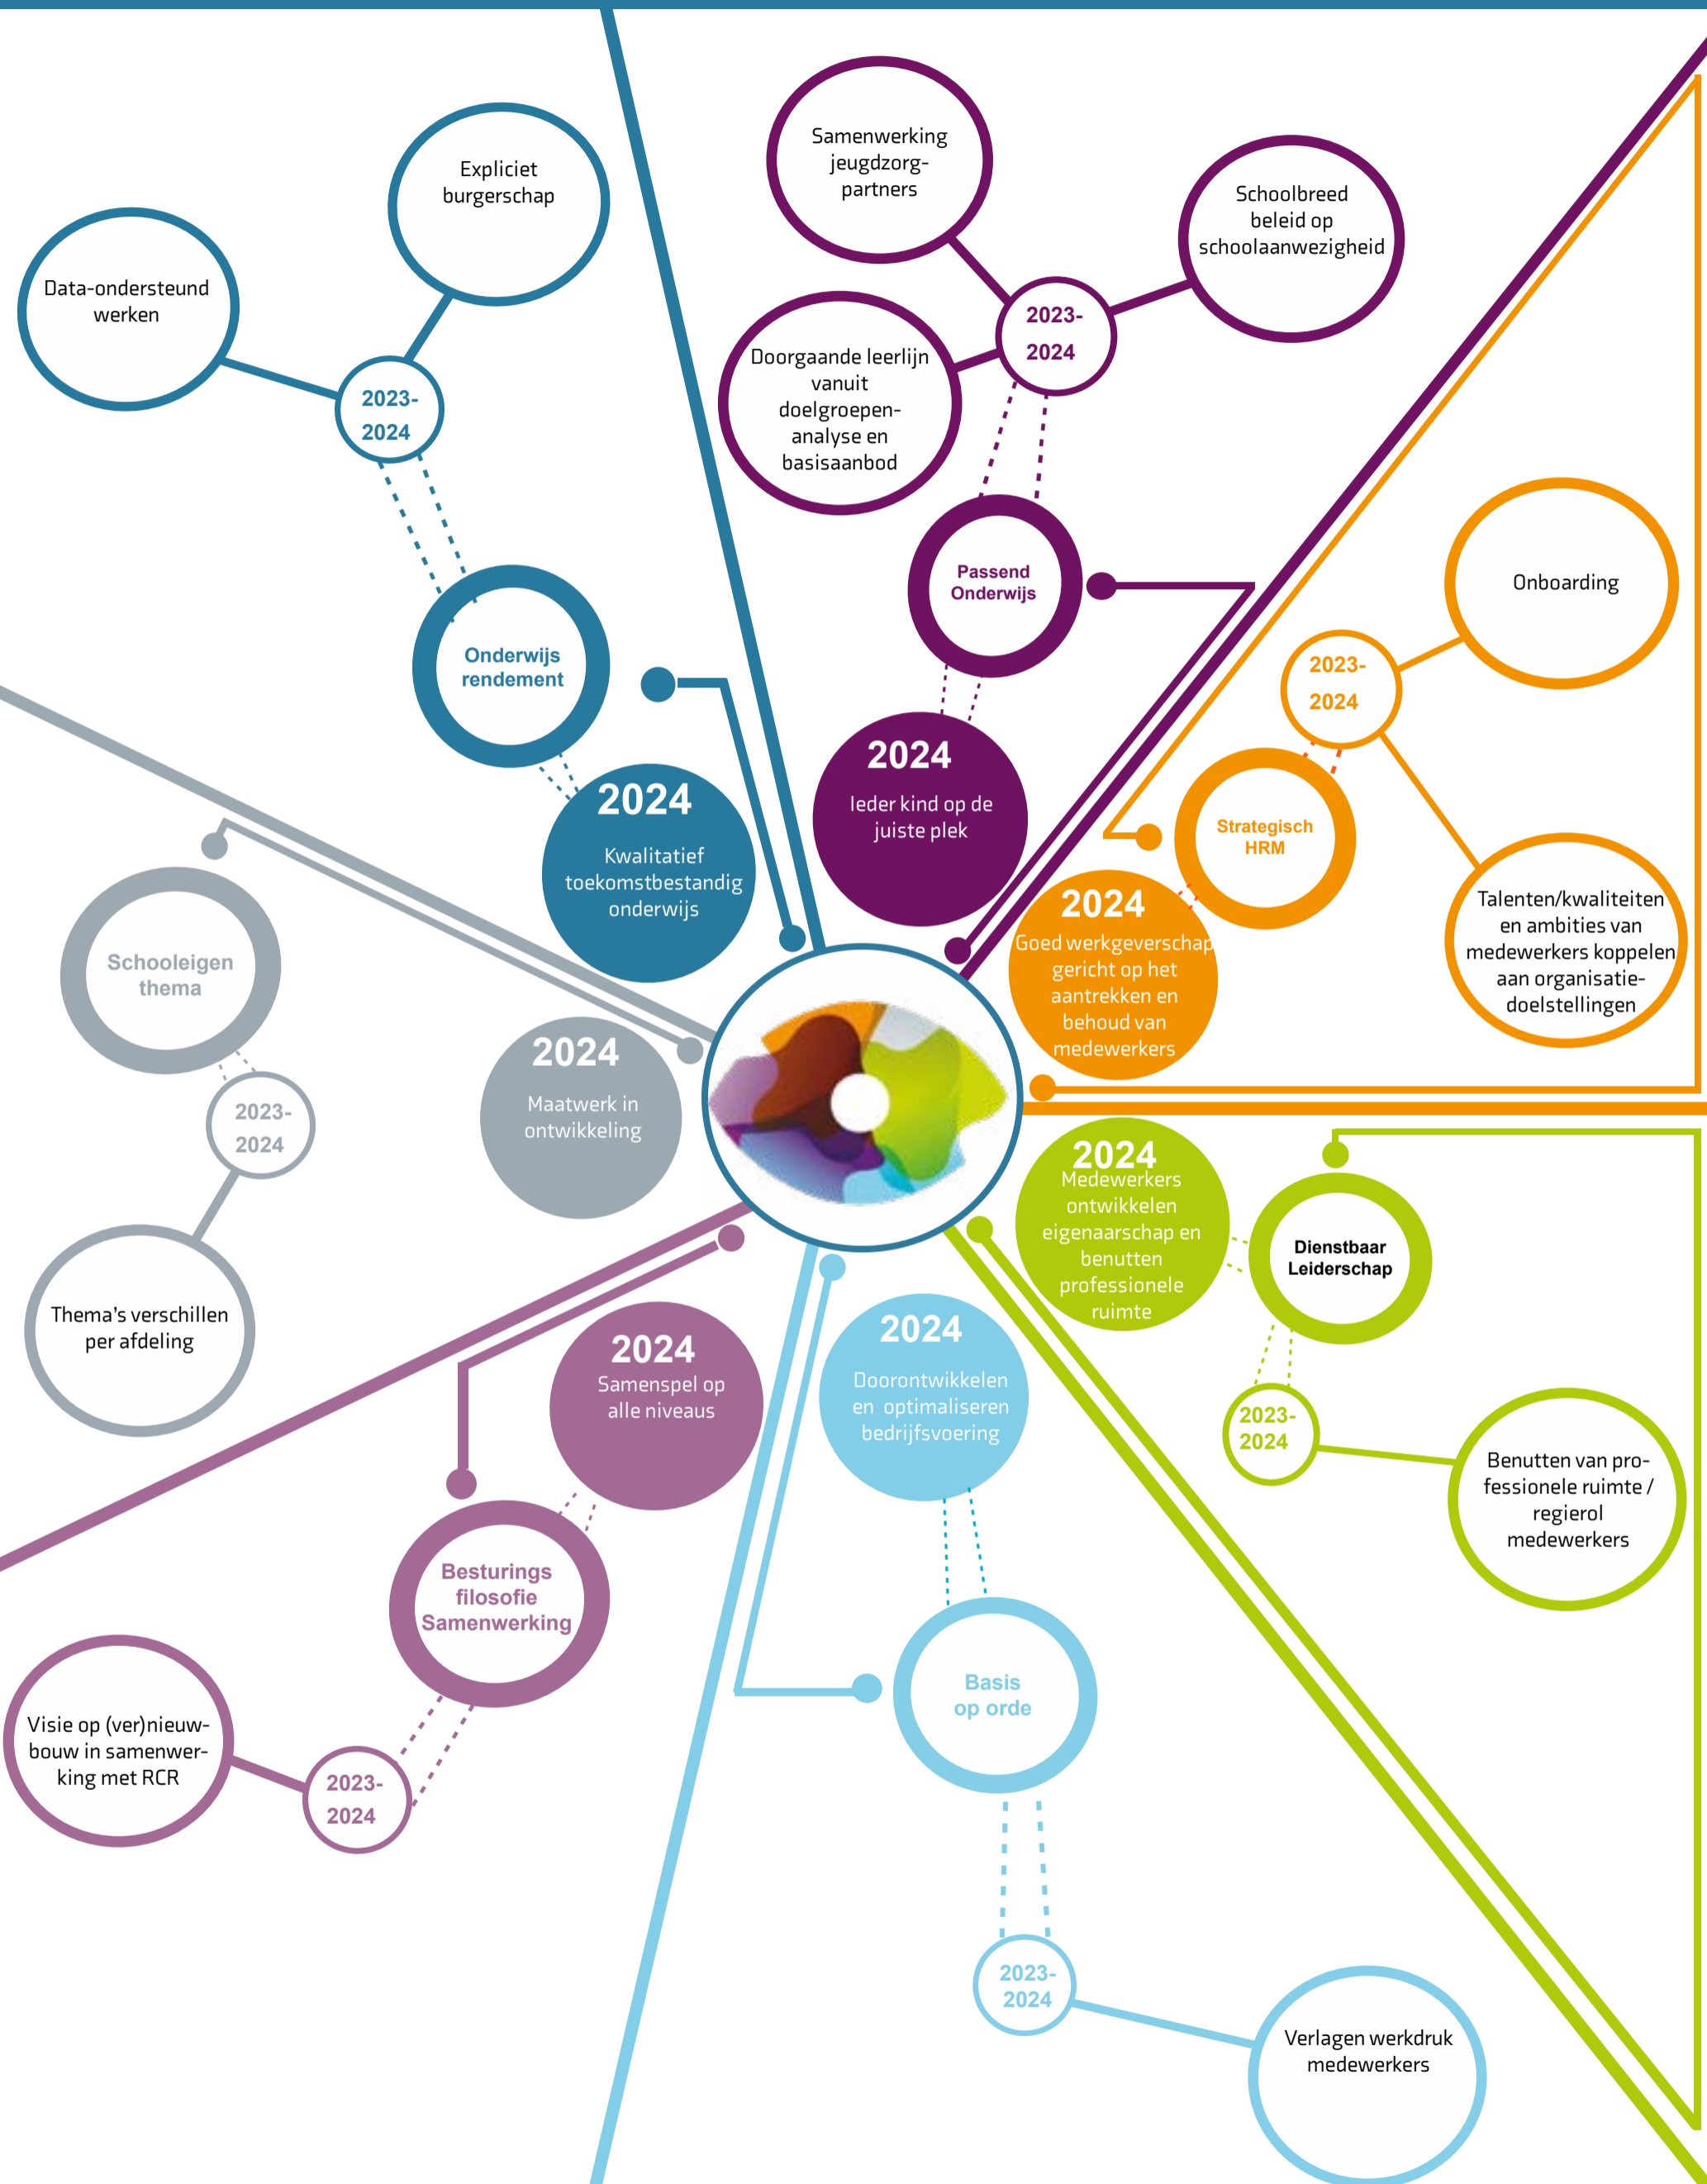 Expliciet
burgerschap
Data-ondersteund
werken
2023-
2024
Onderwijs
rendement
2024
Kwalitatief
toekomstbestandig
onderwijs
Samenwerking
jeugdzorg-
partners
Schoolbreed
beleid op
schoolaanwezigheid
Doorgaande leerlijn
vanuit
doelgroepen-
analyse en
basisaanbod
2023-
2024
Passend
Onderwijs
2024
Ieder kind op de
juiste plek
Onboarding
2023-
2024
Strategisch
HRM
Talenten/kwaliteiten
en ambities van
medewerkers koppelen
aan organisatie-
doelstellingen
2024
Goed werkgeverschap
gericht op het
aantrekken en
behoud van
medewerkers
2024
Medewerkers
ontwikkelen
eigenaarschap en
benutten
professionele
ruimte
Dienstbaar
Leiderschap
2023-
2024
Benutten van pro-
fessionele ruimte /
regierol
medewerkers
2024
Doorontwikkelen
en optimaliseren
bedrijfsvoering
Basis
op orde
2023-
2024
Verlagen werkdruk
medewerkers
2024
Samenspel op
alle niveaus
Besturings
filosofie
Samenwerking
2023-
2024
Visie op (ver)nieuw-
bouw in samenwer-
king met RCR
2024
Maatwerk in
ontwikkeling
Schooleigen
thema
2023-
2024
Thema's verschillen
per afdeling